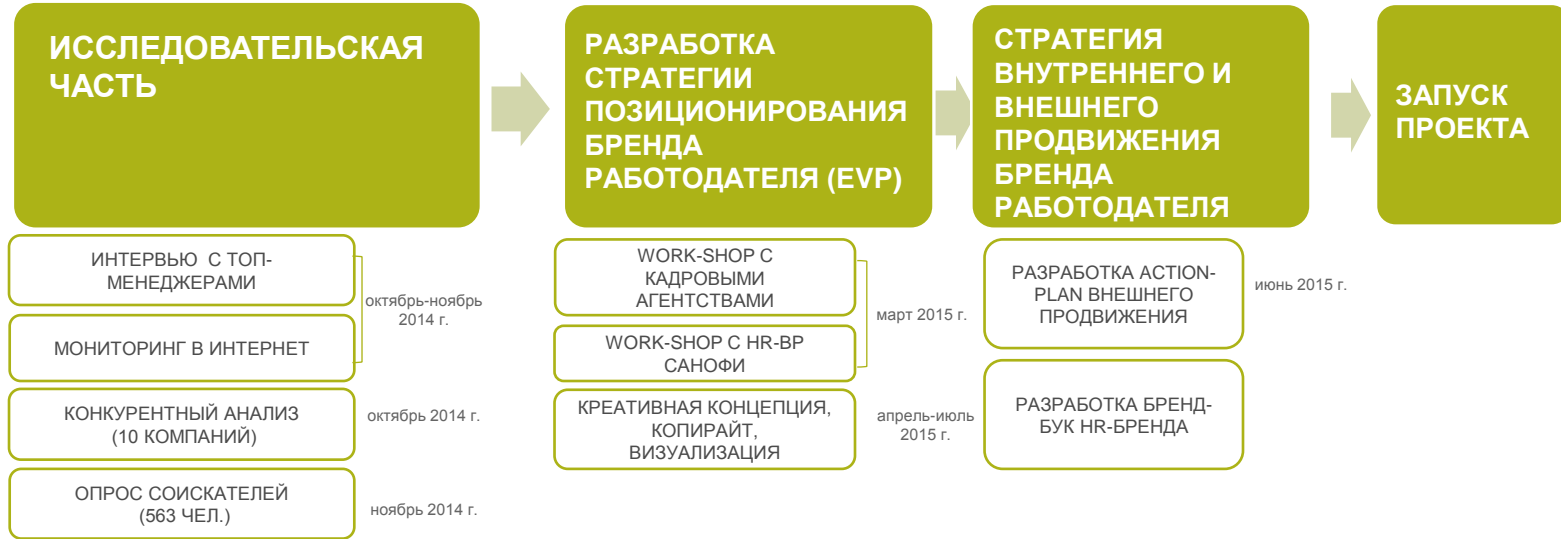 ИССЛЕДОВАТЕЛЬСКАЯ
ЧАСТЬ
РАЗРАБОТКА
СТРАТЕГИИ
ПОЗИЦИОНИРОВАНИЯ
БРЕНДА
РАБОТОДАТЕЛЯ (EVP)
СТРАТЕГИЯ
ВНУТРЕННЕГО И
ВНЕШНЕГО
ПРОДВИЖЕНИЯ
БРЕНДА
РАБОТОДАТЕЛЯ
ЗАПУСК
ПРОЕКТА
ИНТЕРВЬЮ С ТОП-
МЕНЕДЖЕРАМИ
МОНИТОРИНГ В ИНТЕРНЕТ
октябрь-ноябрь
2014 г.
КОНКУРЕНТНЫЙ АНАЛИЗ
(10 КОМПАНИЙ)
октябрь 2014 г.
ОПРОС СОИСКАТЕЛЕЙ
(563 ЧЕЛ.)
ноябрь 2014 г.
WORK-SHOP С
КАДРОВЫМИ
АГЕНТСТВАМИ
WORK-SHOP С HR-BP
САНОФИ
март 2015 г.
КРЕАТИВНАЯ КОНЦЕПЦИЯ,
КОПИРАЙТ,
ВИЗУАЛИЗАЦИЯ
апрель-июль
2015 г.
РАЗРАБОТКА ACTION-
PLAN ВНЕШНЕГО
ПРОДВИЖЕНИЯ
июнь 2015 г.
РАЗРАБОТКА БРЕНД-
БУК HR-БРЕНДА